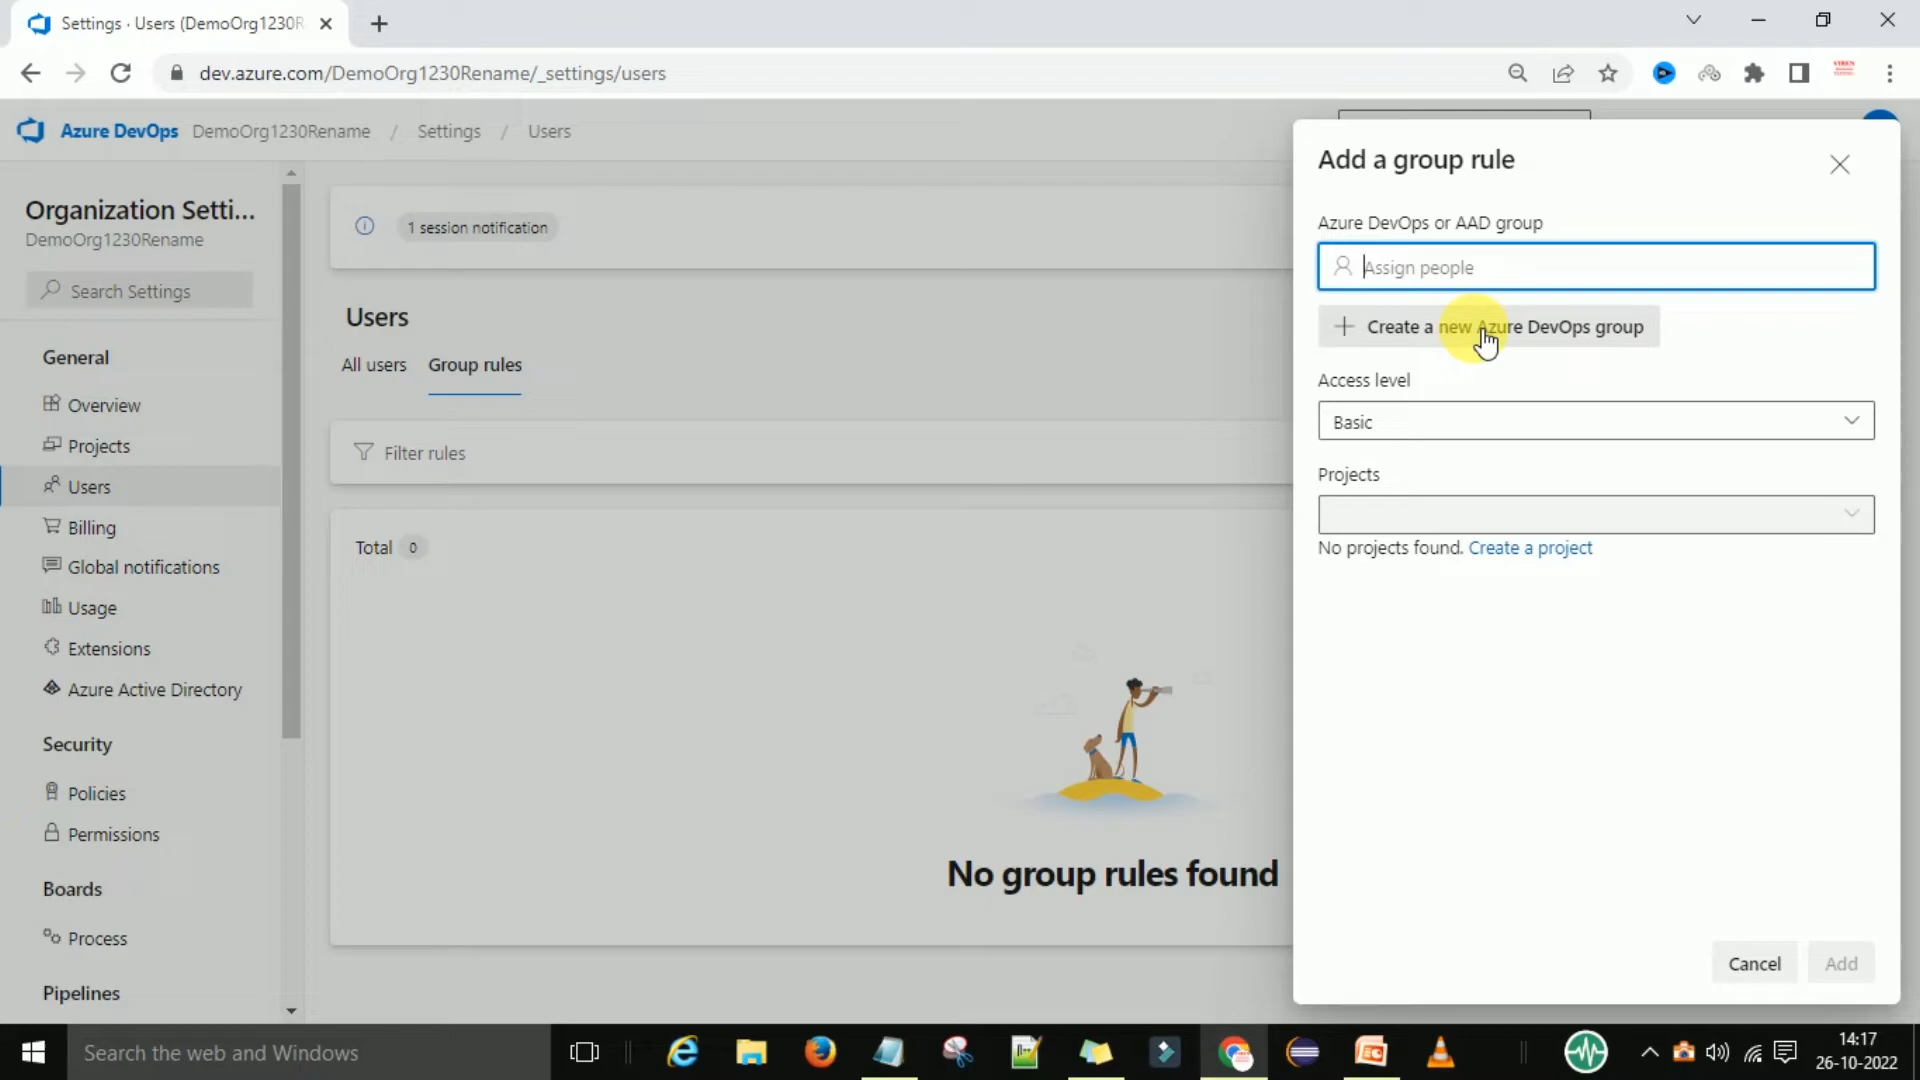 Settings · Users (DemoOrg1230R
dev.azure.com/DemoOrg1230Rename/_settings/users
Azure DevOps DemoOrg1230Rename / Settings / Users
Organization Setti...
DemoOrg1230Rename
Search Settings
General
Overview
Projects
Users
Billing
Global notifications
Usage
Extensions
Azure Active Directory
Security
Policies
Permissions
Boards
Process
Pipelines
1 session notification
Users
All users Group rules
Filter rules
Total 0
No group rules found
Add a group rule
Azure DevOps or AAD group
Assign people
Create a new Azure DevOps group
Access level
Basic
Projects
No projects found. Create a project
Cancel Add
Search the web and Windows
14:17
26-10-2022